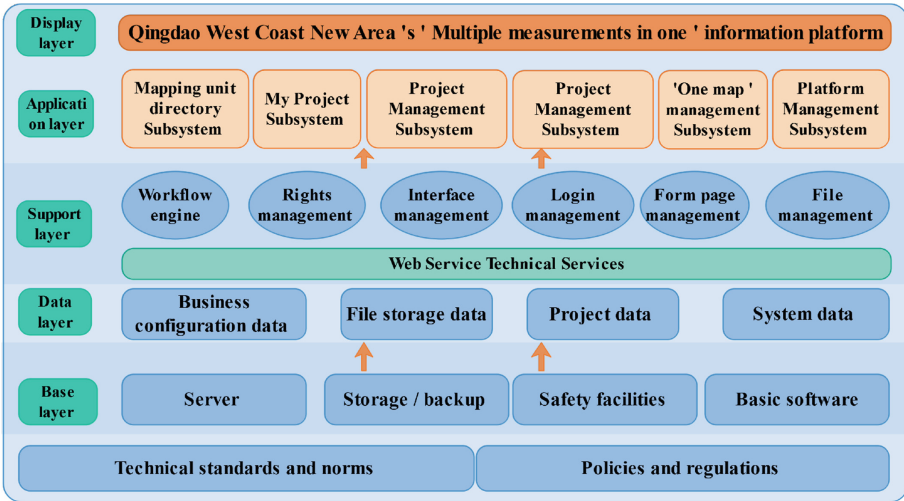 Display
layer
Qingdao West Coast New Area 's ' Multiple measurements in one ' information platform
Applicati
on layer
Mapping unit
directory
Subsystem
My Project
Subsystem
Project
Management
Subsystem
Project
Management
Subsystem
'One map '
management
Subsystem
Platform
Management
Subsystem
Support
layer
Workflow
engine
Rights
management
Interface
management
Login
management
Form page
management
File
management
Web Service Technical Services
Data
layer
Business
configuration data
File storage data
Project data
System data
Base
layer
Server
Storage / backup
Safety facilities
Basic software
Technical standards and norms
Policies and regulations